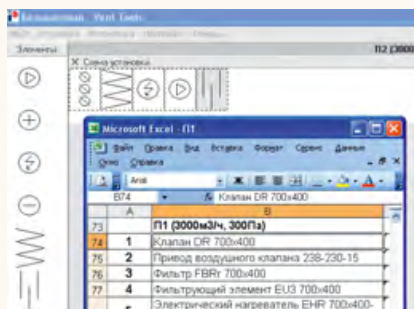 Vent Tools
Элементы
П2 (3000
X Схема установки
Microsoft Excel - П1
Файл Правка Вид Вставка Формат Сервис Данные
Окно Справка
Arial
B74 fx Клапан DR 700x400
A B
73 П1 (3000м3/ч, 300Па)
74 1 Клапан DR 700x400
75 2 Привод воздушного клапана 238-230-15
76 3 Фильтр FBRr 700x400
77 4 Фильтрующий элемент EU3 700x400
Электрический нагреватель EHR 700x400-